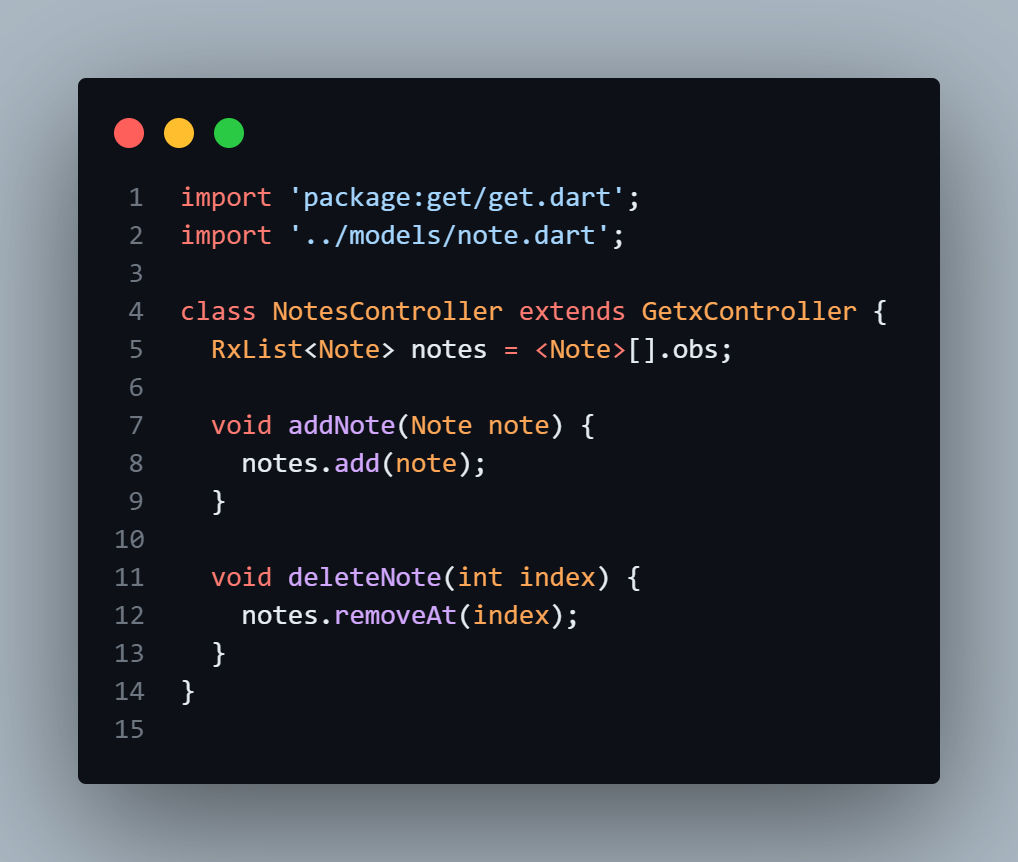 1 import 'package:get/get.dart';
2 import '../models/note.dart';
3
4 class NotesController extends GetxController {
5   RxList<Note> notes = <Note>[].obs;
6
7   void addNote(Note note) {
8     notes.add(note);
9   }
10
11   void deleteNote(int index) {
12     notes.removeAt(index);
13   }
14 }
15